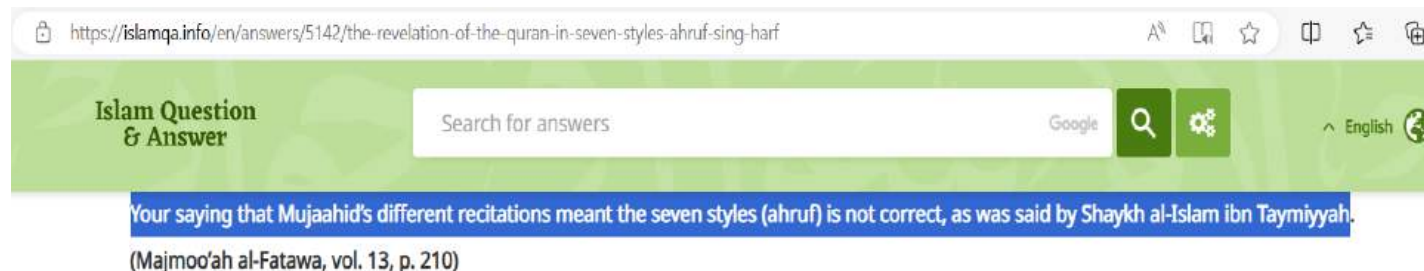 https://islamqa.info/en/answers/5142/the-revelation-of-the-quran-in-seven-styles-ahruf-sing-harf
Islam Question
& Answer
Search for answers
Google
English
Your saying that Mujaahid's different recitations meant the seven styles (ahruf) is not correct, as was said by Shaykh al-Islam ibn Taymiyyah.
(Majmoo'ah al-Fatawa, vol. 13, p. 210)